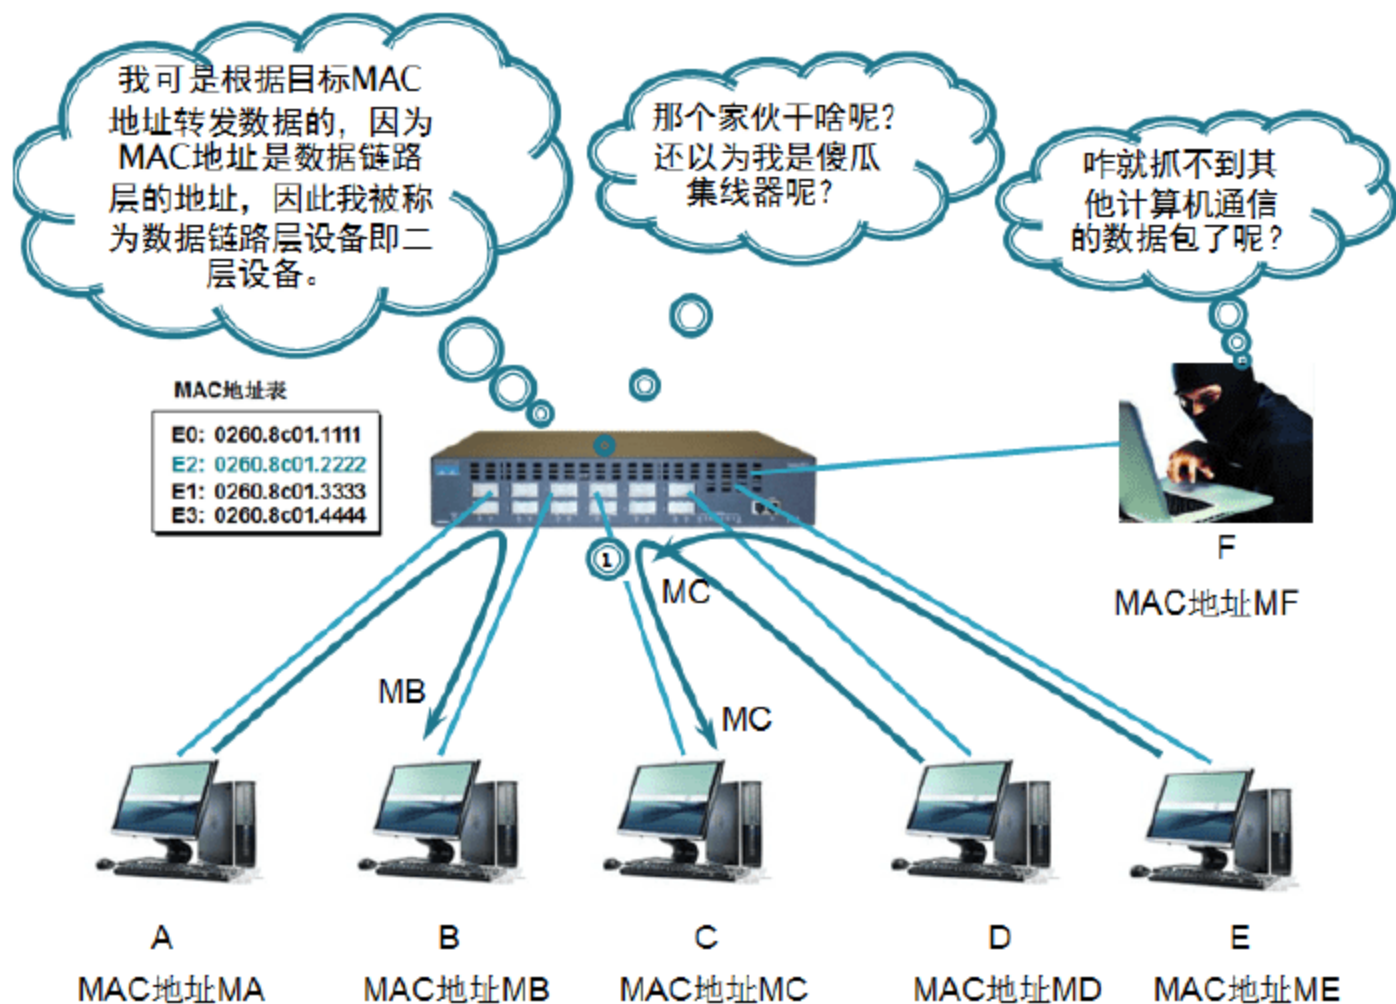 我可是根据目标MAC
地址转发数据的，因为
MAC地址是数据链路
层的地址，因此我被称
为数据链路层设备即二
层设备。
那个家伙干啥呢？
还以为我是傻瓜
集线器呢？
咋就抓不到其
他计算机通信
的数据包了呢？
MAC地址表
E0: 0260.8c01.1111
E2: 0260.8c01.2222
E1: 0260.8c01.3333
E3: 0260.8c01.4444
F
MAC地址MF
1
MC
MB
MC
A
B
C
D
E
MAC地址MA
MAC地址MB
MAC地址MC
MAC地址MD
MAC地址ME